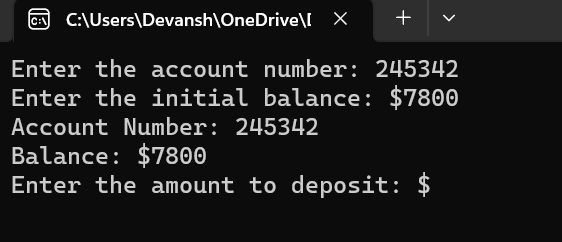 C:\Users\Devansh\OneDrive\
Enter the account number: 245342
Enter the initial balance: $7800
Account Number: 245342
Balance: $7800
Enter the amount to deposit: $